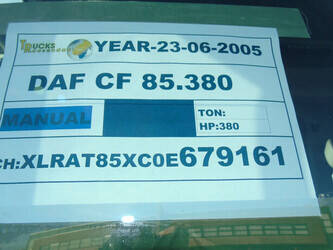 TRUCKS
YEAR-23-06-2005
DAF CF 85.380
MANUAL
TON:
HP:380
CH:XLRAT85XC0E679161